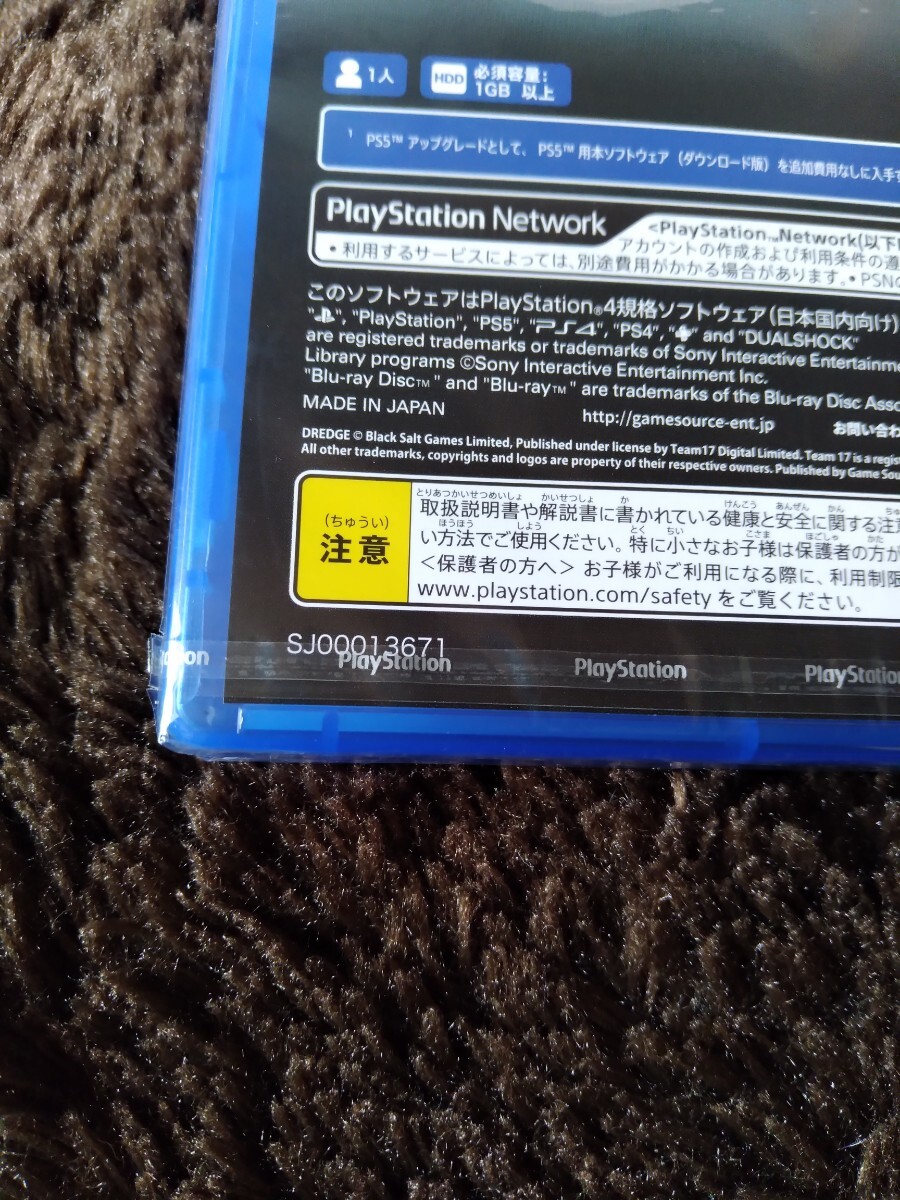 1人
HDD 必須容量:
1GB 以上
1 PS5™ アップグレードとして、PS5™ 用本ソフトウェア（ダウンロード版）を追加費用なしに入手
PlayStation Network
<PlayStation™Network(以下
アカウントの作成および利用条件の遵
• 利用するサービスによっては、別途費用がかかる場合があります。• PSN
このソフトウェアはPlayStation®4規格ソフトウェア(日本国内向け)
"PlayStation", "PS5", "PS4", "PS4", and "DUALSHOCK"
are registered trademarks or trademarks of Sony Interactive Entertainme
Library programs ©Sony Interactive Entertainment Inc.
"Blu-ray Disc™" and "Blu-ray™" are trademarks of the Blu-ray Disc Asso
MADE IN JAPAN http://gamesource-ent.jp お問い合わ
DREDGE © Black Salt Games Limited, Published under license by Team17 Digital Limited. Team 17 is a regis
All other trademarks, copyrights and logos are property of their respective owners. Published by Game Sou
（ちゅうい）
注意
とりあつかいせつめいしょ かいせつしょ か けんこう あんぜん かん ちゅ
取扱説明書や解説書に書かれている健康と安全に関する注意
ほうほう しよう とく ちい こさま ほごしゃ かた
い方法でご使用ください。特に小さなお子様は保護者の方が
<保護者の方へ> お子様がご利用になる際に、利用制限
www.playstation.com/safety をご覧ください。
SJ00013671
PlayStation PlayStation PlayStation